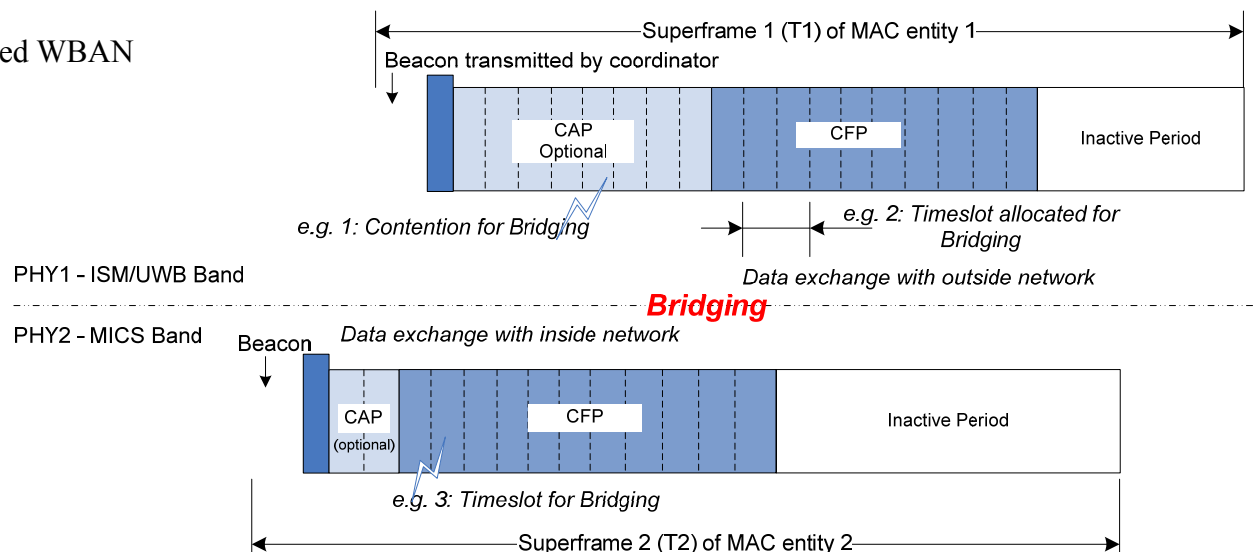 ed WBAN
Superframe 1 (T1) of MAC entity 1
Beacon transmitted by coordinator
CAP
Optional
CFP
Inactive Period
e.g. 1: Contention for Bridging
e.g. 2: Timeslot allocated for
Bridging
PHY1 - ISM/UWB Band
Data exchange with outside network
Bridging
PHY2 - MICS Band
Beacon
Data exchange with inside network
CAP
(optional)
CFP
Inactive Period
e.g. 3: Timeslot for Bridging
Superframe 2 (T2) of MAC entity 2